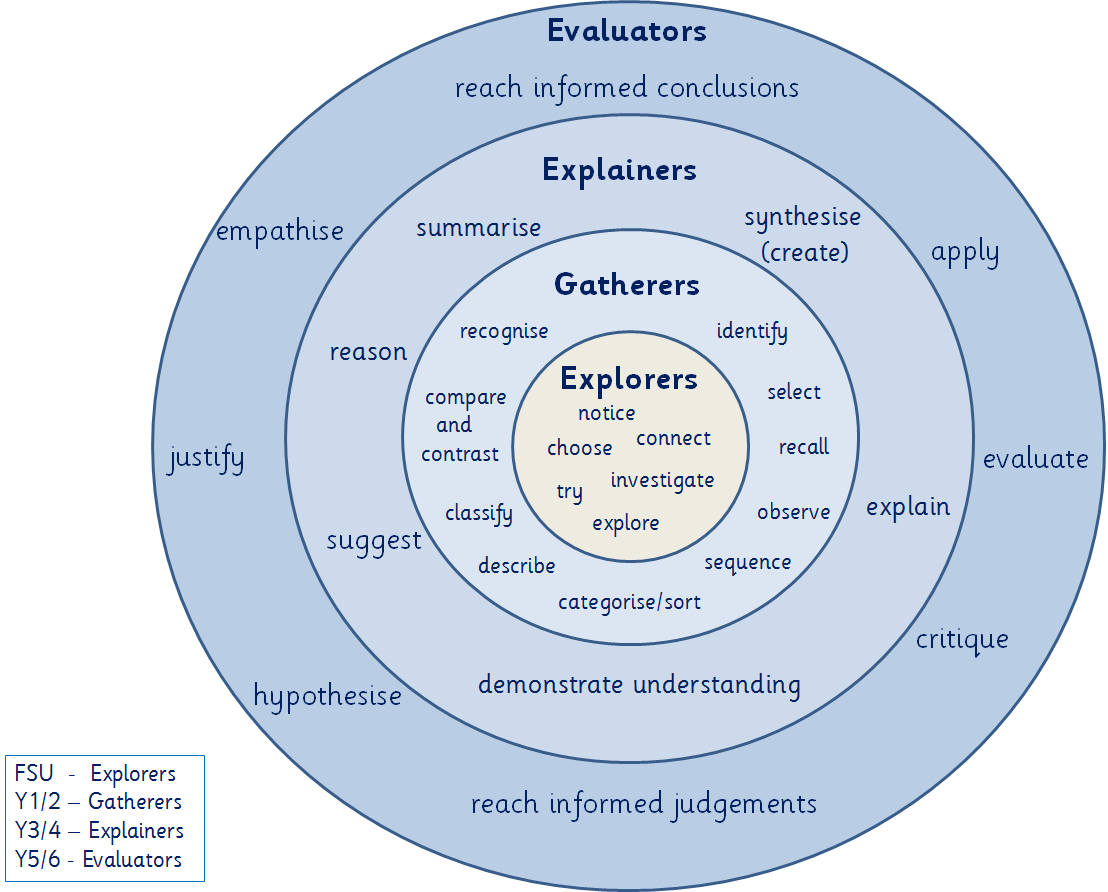 Evaluators
reach informed conclusions
Explainers
synthesise
(create)
summarise
empathise
apply
Gatherers
recognise
identify
reason
Explorers
select
compare
and
contrast
notice
connect
choose
recall
justify
evaluate
investigate
try
explore
classify
observe
explain
suggest
describe
sequence
categorise/sort
critique
demonstrate understanding
hypothesise
reach informed judgements
FSU - Explorers
Y1/2 – Gatherers
Y3/4 – Explainers
Y5/6 - Evaluators